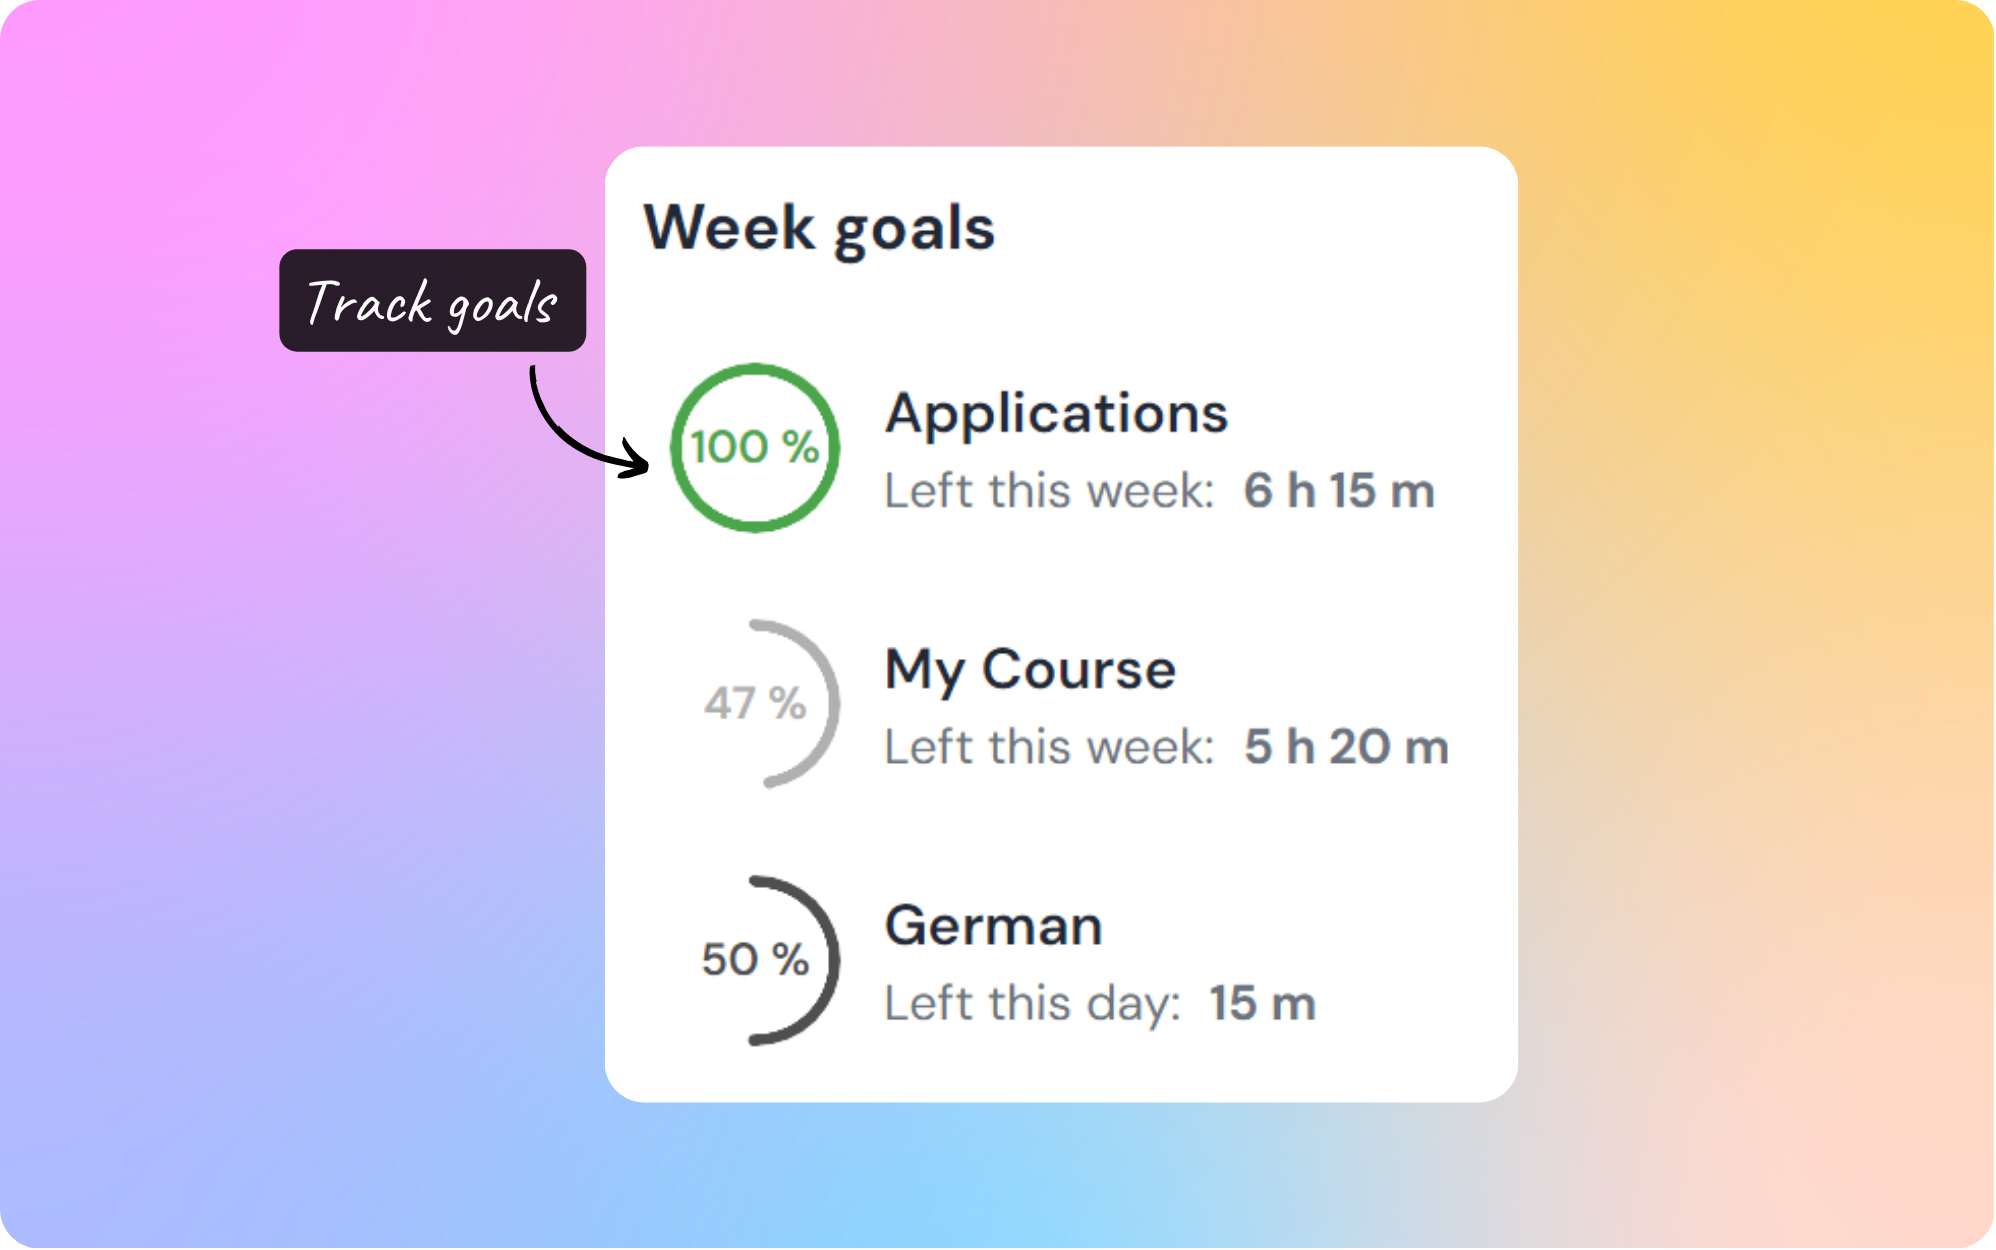 Week goals
Track goals
100 %
Applications
Left this week: 6 h 15 m
47 %
My Course
Left this week: 5 h 20 m
50 %
German
Left this day: 15 m